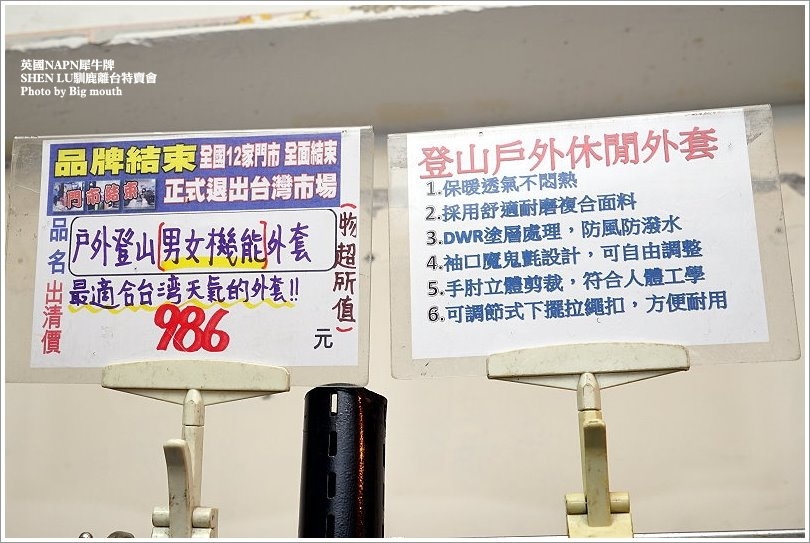 英國NAPN犀牛牌
SHEN LU馴鹿離台特賣會
Photo by Big mouth
品牌結束 全國12家門市 全面結束
正式退出台灣市場
品名
戶外登山[男女機能]外套
最適合台湾天氣的外套!!
(物超所值)
出清價
986
元
登山戶外休閒外套
1.保暖透氣不悶熱
2.採用舒適耐磨複合面料
3.DWR塗層處理，防風防潑水
4.袖口魔鬼氈設計，可自由調整
5.手肘立體剪裁，符合人體工學
6.可調節式下擺拉繩扣，方便耐用